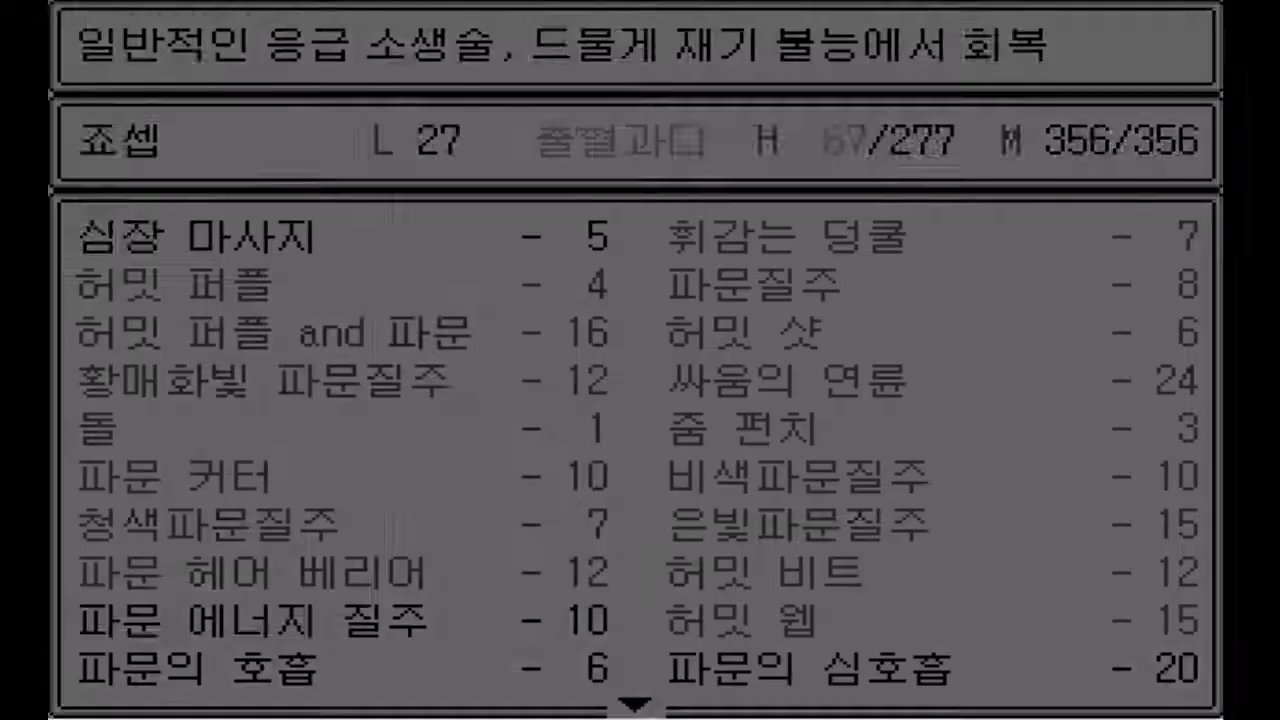 일반적인 응급 소생술, 드물게 재기 불능에서 회복
죠셉 L 27 H 67/277 M 356/356
심장 마사지 - 5 휘감는 덩쿨 - 7
허밋 퍼플 - 4 파문질주 - 8
허밋 퍼플 and 파문 - 16 허밋 샷 - 6
황매화빛 파문질주 - 12 싸움의 연륜 - 24
돌 - 1 줌 펀치 - 3
파문 커터 - 10 비색파문질주 - 10
청색파문질주 - 7 은빛파문질주 - 15
파문 헤어 베리어 - 12 허밋 비트 - 12
파문 에너지 질주 - 10 허밋 웹 - 15
파문의 호흡 - 6 파문의 심호흡 - 20